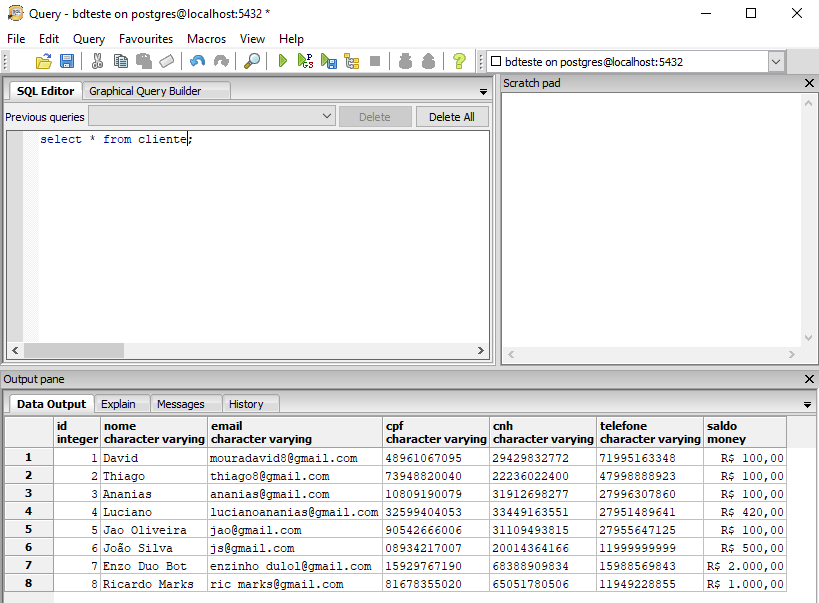 Query - bdteste on postgres@localhost:5432 *
File Edit Query Favourites Macros View Help
bdteste on postgres@localhost:5432
SQL Editor Graphical Query Builder
Scratch pad
Previous queries Delete Delete All
select * from cliente;
Output pane
Data Output Explain Messages History
id nome email cpf cnh telefone saldo
integer character varying character varying character varying character varying character varying money
1 1 David mouradavid8@gmail.com 48961067095 29429832772 71995163348 R$ 100,00
2 2 Thiago thiago8@gmail.com 73948820040 22236022400 47998888923 R$ 100,00
3 3 Ananias ananias@gmail.com 10809190079 31912698277 27996307860 R$ 100,00
4 4 Luciano lucianoananias@gmail.com 32599404053 33449163551 27951489641 R$ 420,00
5 5 Jao Oliveira jao@gmail.com 90542666006 31109493815 27955647125 R$ 100,00
6 6 João Silva js@gmail.com 08934217007 20014364166 11999999999 R$ 500,00
7 7 Enzo Duo Bot enzinho_dulol@gmail.com 15929767190 68388909834 15988569843 R$ 2.000,00
8 8 Ricardo Marks ric_marks@gmail.com 81678355020 65051780506 11949228855 R$ 1.000,00